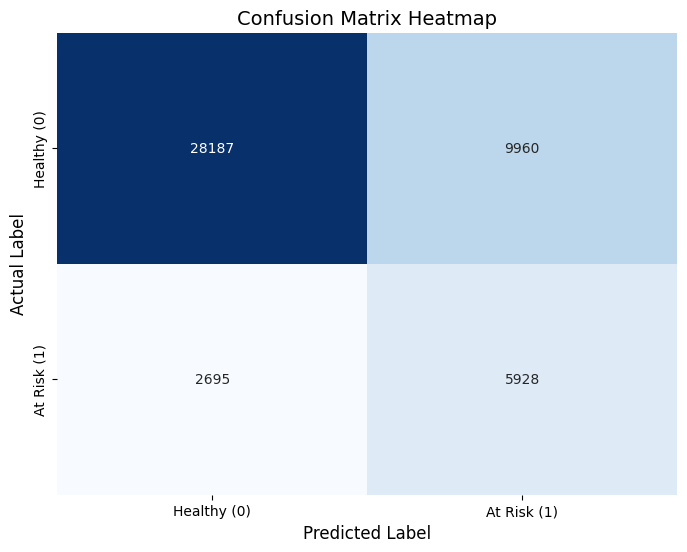 Confusion Matrix Heatmap
Actual Label
Healthy (0)
28187
9960
At Risk (1)
2695
5928
Healthy (0)
At Risk (1)
Predicted Label